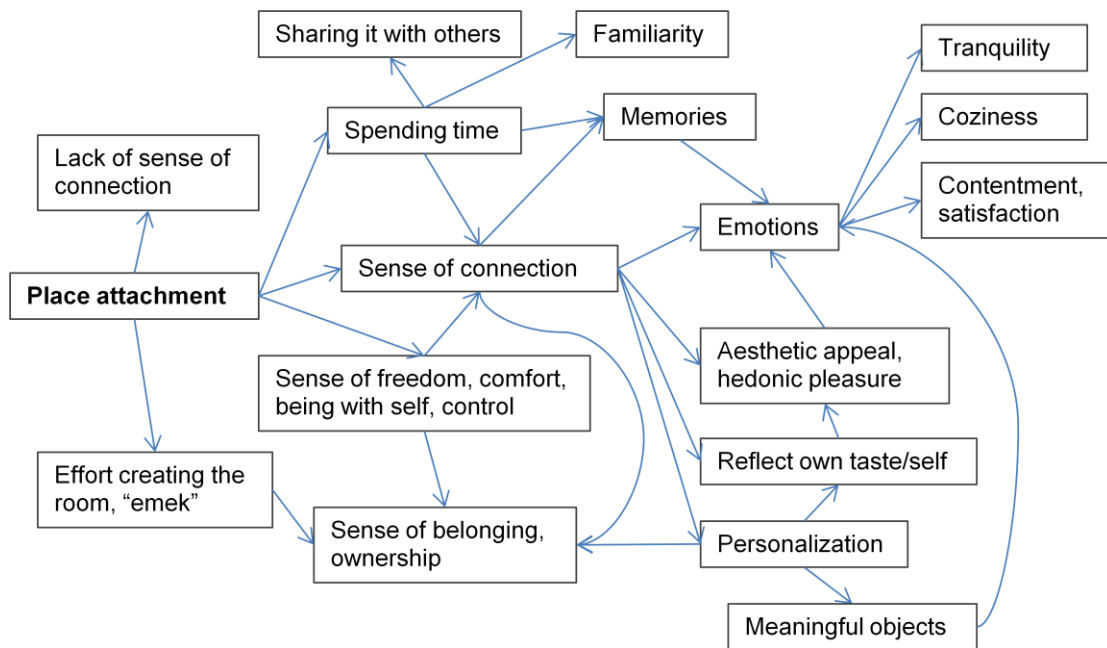 Sharing it with others
Familiarity
Tranquility
Spending time
Memories
Coziness
Lack of sense of
connection
Contentment,
satisfaction
Emotions
Sense of connection
Place attachment
Aesthetic appeal,
hedonic pleasure
Sense of freedom, comfort,
being with self, control
Reflect own taste/self
Effort creating the
room, “emek”
Sense of belonging,
ownership
Personalization
Meaningful objects